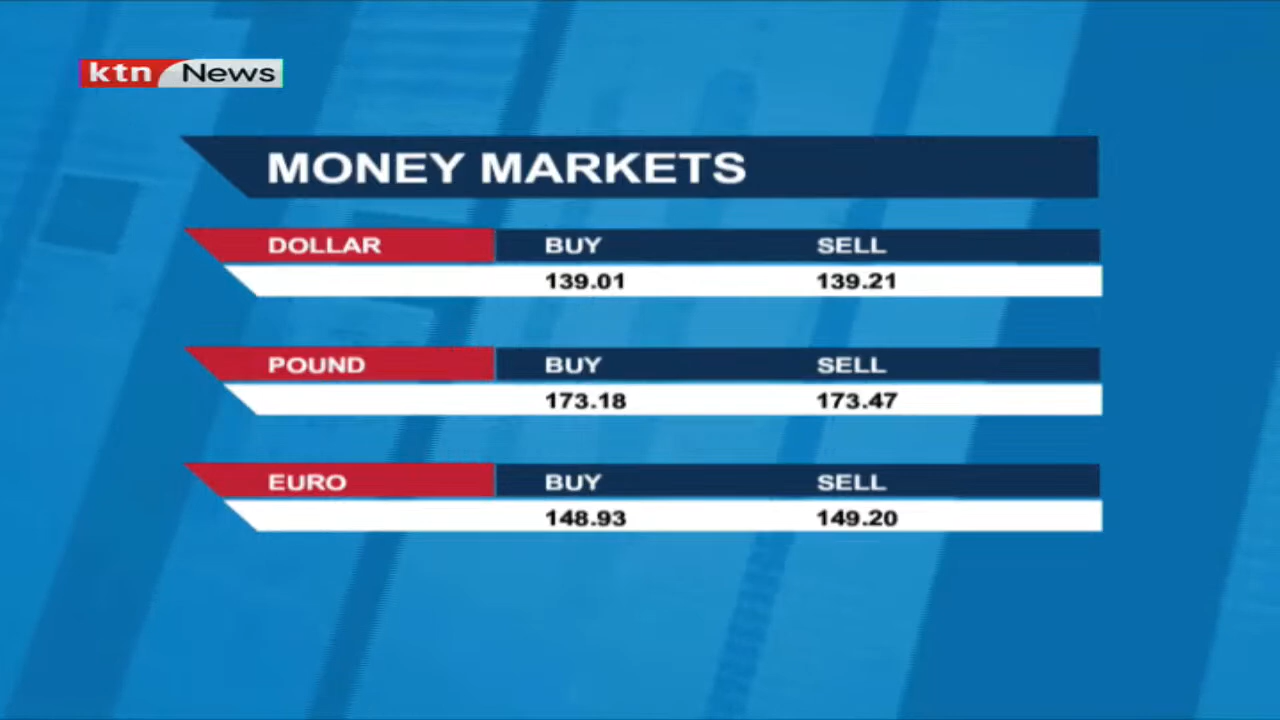 ktn News
MONEY MARKETS
DOLLAR BUY SELL
139.01 139.21
POUND BUY SELL
173.18 173.47
EURO BUY SELL
148.93 149.20